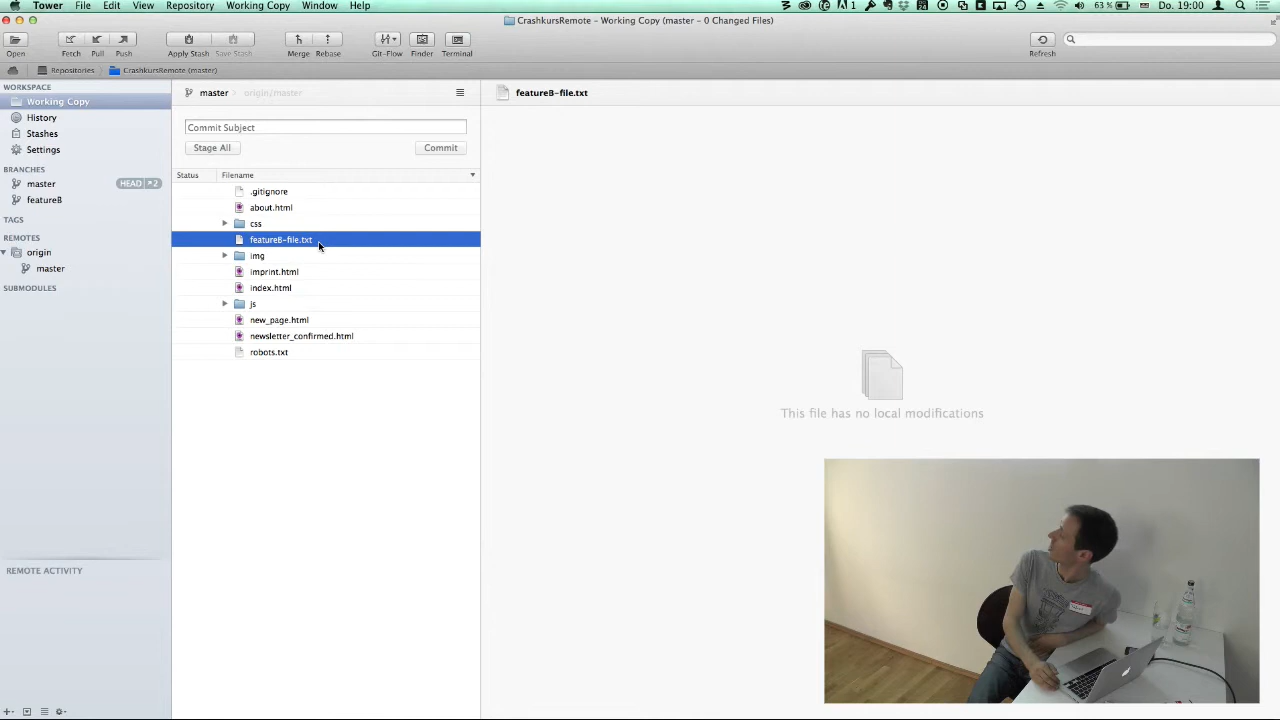 Tower File Edit View Repository Commit Working Copy Window Help 1 63 % Do. 19:00
CrashkursRemote – Working Copy (master – 0 Changed Files)
Open Fetch Pull Push Apply Stash Save Stash Merge Rebase Git-Flow Finder Terminal Refresh
Repositories CrashkursRemote (master)
WORKSPACE
Working Copy
History
Stashes
Settings
BRANCHES
master HEAD 2
featureB
TAGS
REMOTES
origin
master
SUBMODULES
REMOTE ACTIVITY
master origin/master
Commit Subject
Stage All Commit
Status Filename
.gitignore
about.html
css
featureB-file.txt
img
imprint.html
index.html
js
new_page.html
newsletter_confirmed.html
robots.txt
featureB-file.txt
This file has no local modifications